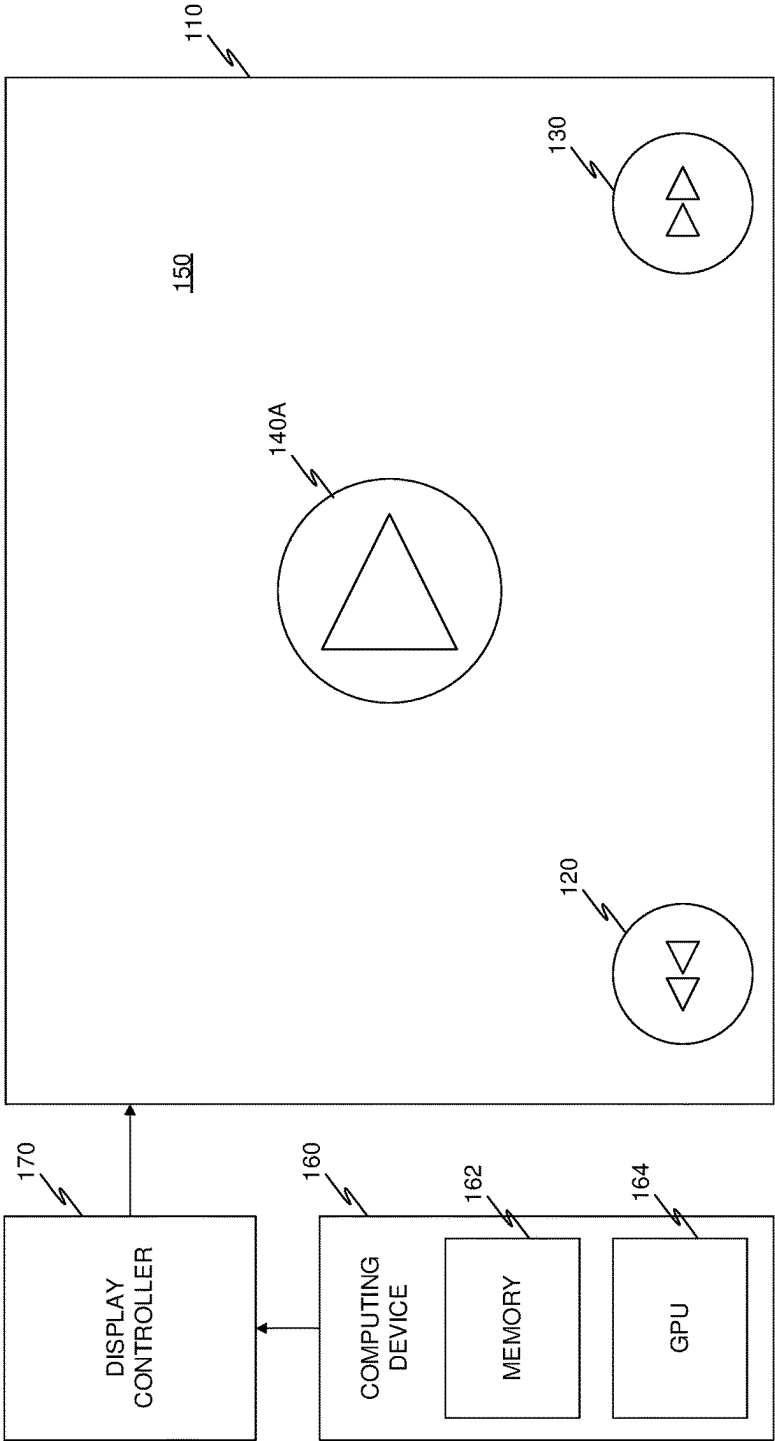 170
DISPLAY
CONTROLLER
160
COMPUTING
DEVICE
162
MEMORY
164
GPU
110
150
140A
120
130